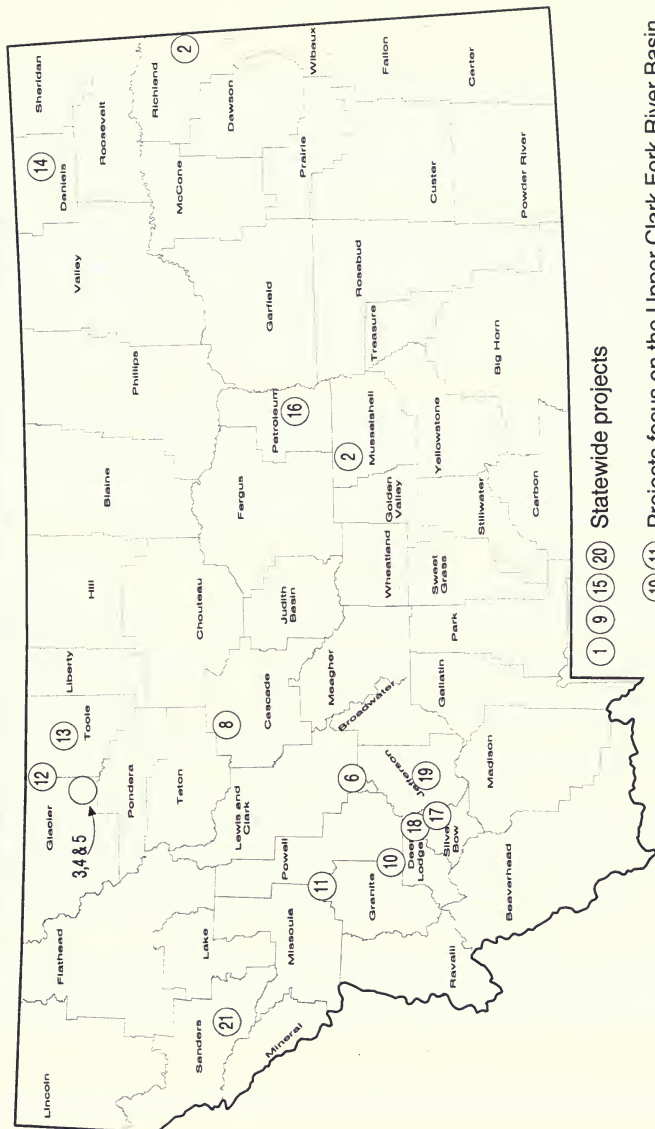 Lincoln
Flathead
Glacier
12
13
Toole
Liberty
Hill
Blaine
Phillips
Valley
Daniels
14
Sheridan
Roosevelt
3,4 & 5
Pondera
Teton
Chouteau
Richland
2
McCone
Dawson
Wibaux
Sanders
21
Lake
Lewis and
Clark
8
Cascade
Judith
Basin
Fergus
Petroleum
16
Garfield
Prairie
Fallon
Mineral
Missoula
Powell
11
Granite
10
6
Meagher
Broadwater
Wheatland
Golden
Valley
2
Musselshell
Treasure
Rosebud
Custer
Carter
Ravalli
Deer
Lodge
18
17
Silver
Bow
19
Jefferson
Gallatin
Park
Sweet
Grass
Stillwater
Yellowstone
Big Horn
Powder River
Beaverhead
Madison
Carbon
1 9 15 20 Statewide projects
10 11 Projects focus on the Upper Clark Fork River Basin